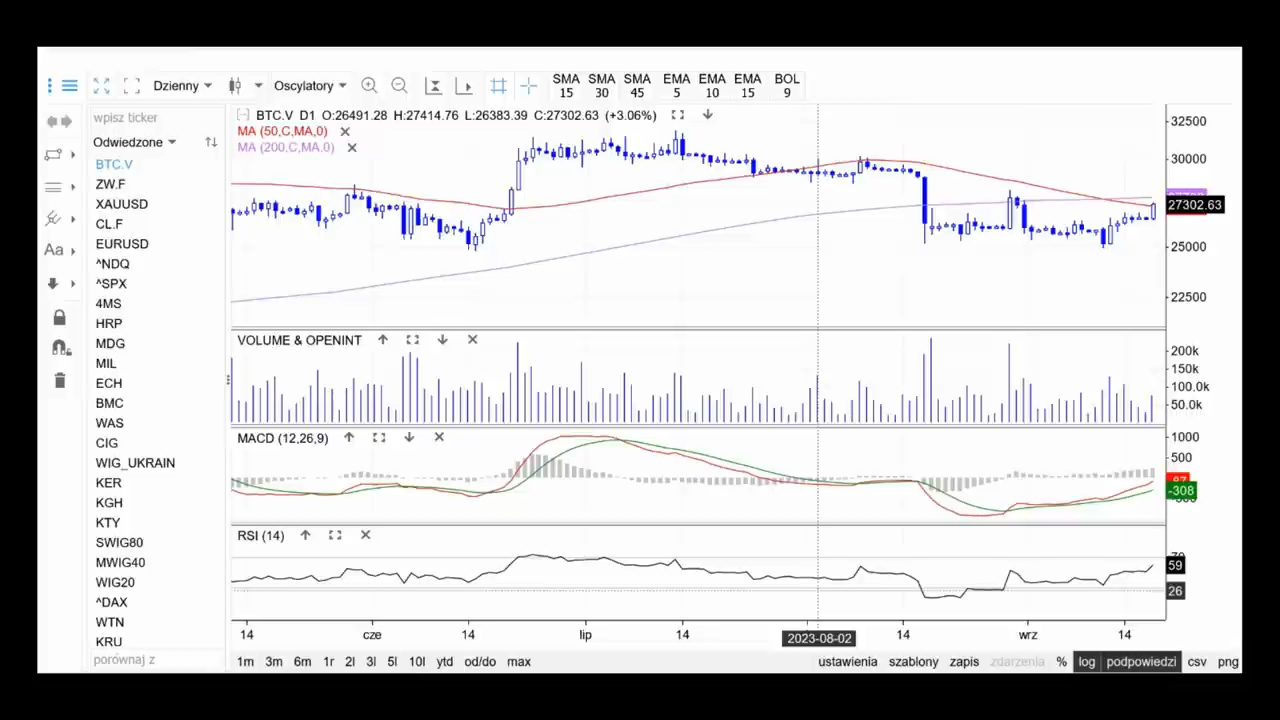 Dzienny
Oscylatory
SMA 15
SMA 30
SMA 45
EMA 5
EMA 10
EMA 15
BOL 9
wpisz ticker
Odwiedzone
BTC.V
ZW.F
XAUUSD
CL.F
EURUSD
^NDQ
^SPX
4MS
HRP
MDG
MIL
ECH
BMC
WAS
CIG
WIG_UKRAIN
KER
KGH
KTY
SWIG80
MWIG40
WIG20
^DAX
WTN
KRU
porównaj z
Aa
BTC.V D1 O:26491.28 H:27414.76 L:26383.39 C:27302.63 (+3.06%)
MA (50,C,MA,0)
MA (200,C,MA,0)
32500
30000
27302.63
25000
22500
VOLUME & OPENINT
200k
150k
100.0k
50.0k
MACD (12,26,9)
1000
500
-308
RSI (14)
70
59
26
14 cze 14 lip 14 2023-08-02 14 wrz 14
1m 3m 6m 1r 2l 3l 5l 10l ytd od/do max
ustawienia szablony zapis zdarzenia % log podpowiedzi csv png